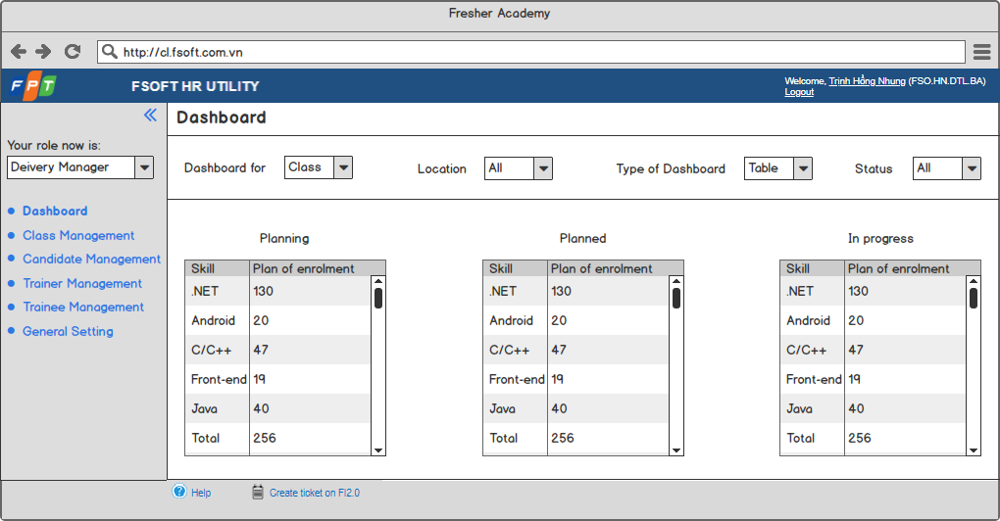 Fresher Academy
http://cl.fsoft.com.vn
FPT
FSOFT HR UTILITY
Welcome, Trịnh Hồng Nhung (FSO.HN.DTL.BA)
Logout
Your role now is:
Deivery Manager
Dashboard
Class Management
Candidate Management
Trainer Management
Trainee Management
General Setting
Dashboard
Dashboard for Class Location All Type of Dashboard Table Status All
Planning
Skill Plan of enrolment
.NET 130
Android 20
C/C++ 47
Front-end 19
Java 40
Total 256
Planned
Skill Plan of enrolment
.NET 130
Android 20
C/C++ 47
Front-end 19
Java 40
Total 256
In progress
Skill Plan of enrolment
.NET 130
Android 20
C/C++ 47
Front-end 19
Java 40
Total 256
Help Create ticket on FI2.0